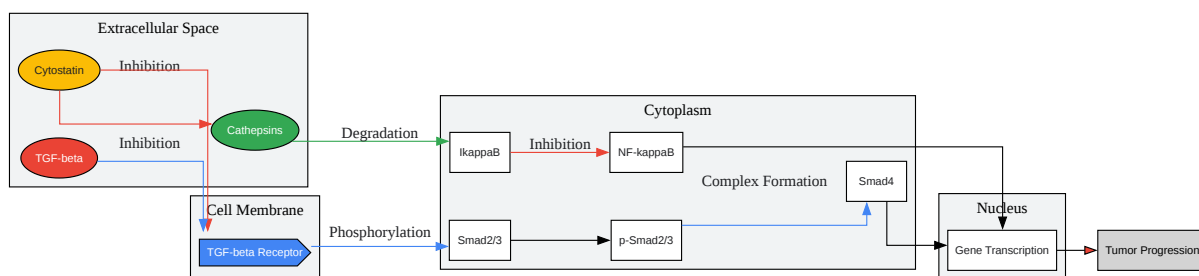 Extracellular Space
Cytostatin
Inhibition
Cathepsins
Inhibition
TGF-beta
Degradation
Cell Membrane
TGF-beta Receptor
Phosphorylation
Cytoplasm
IkappaB
Inhibition
NF-kappaB
Complex Formation
Smad4
Smad2/3
p-Smad2/3
Nucleus
Gene Transcription
Tumor Progression